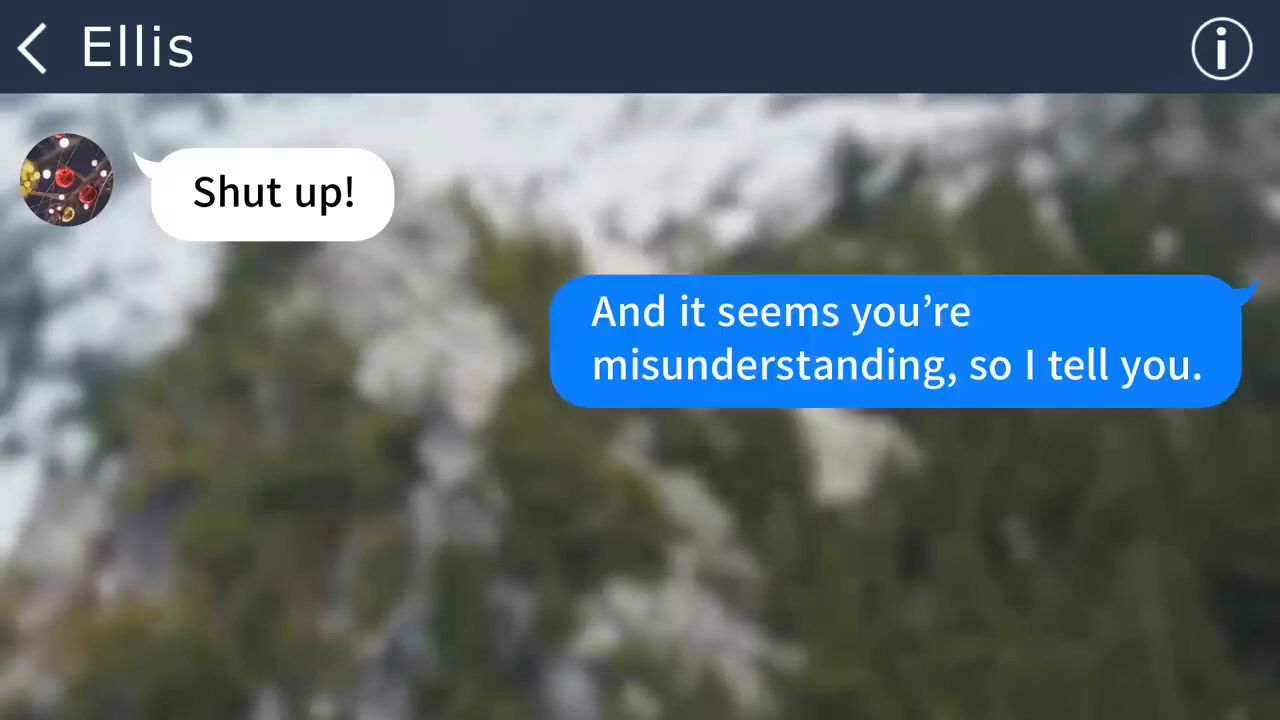 Ellis
Shut up!
And it seems you’re
misunderstanding, so I tell you.